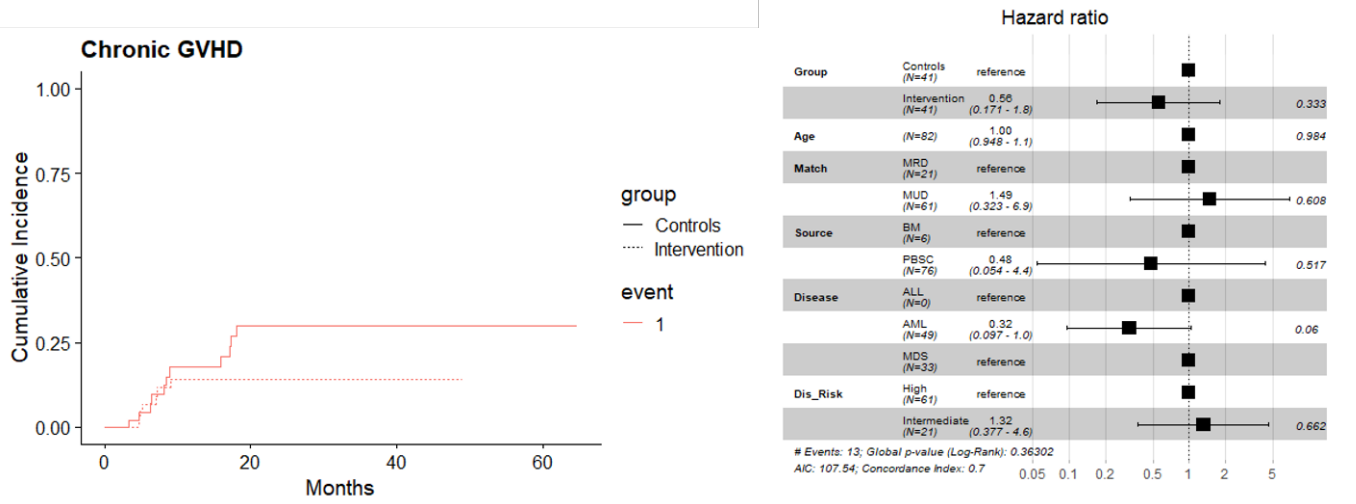 Chronic GVHD
Cumulative Incidence
1.00
0.75
0.50
0.25
0.00
0 20 40 60
Months
group
Controls
Intervention
event
1
Hazard ratio
Group Controls reference
(N=41)
Intervention 0.56 0.333
(N=41) (0.171 - 1.8)
Age (N=82) 1.00 0.984
(0.948 - 1.1)
Match MRD reference
(N=21)
MUD 1.49 0.608
(N=61) (0.323 - 6.9)
Source BM reference
(N=6)
PBSC 0.48 0.517
(N=76) (0.054 - 4.4)
Disease ALL reference
(N=0)
AML 0.32 0.06
(N=49) (0.097 - 1.0)
MDS reference
(N=33)
Dis_Risk High reference
(N=61)
Intermediate 1.32 0.662
(N=21) (0.377 - 4.6)
# Events: 13; Global p-value (Log-Rank): 0.36302
AIC: 107.54; Concordance Index: 0.7
0.05 0.1 0.2 0.5 1 2 5